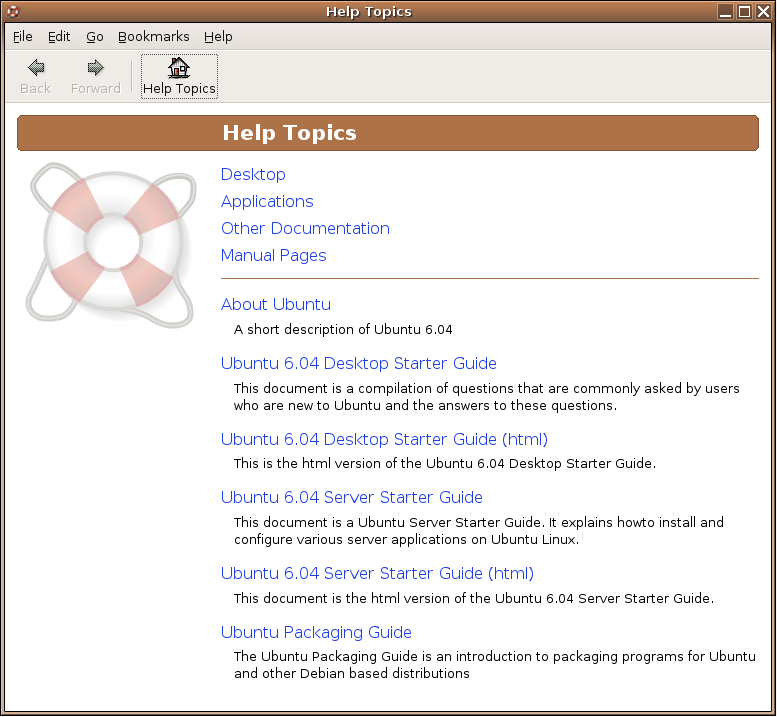 Help Topics
File Edit Go Bookmarks Help
Back Forward Help Topics
Help Topics
Desktop
Applications
Other Documentation
Manual Pages
About Ubuntu
A short description of Ubuntu 6.04
Ubuntu 6.04 Desktop Starter Guide
This document is a compilation of questions that are commonly asked by users
who are new to Ubuntu and the answers to these questions.
Ubuntu 6.04 Desktop Starter Guide (html)
This is the html version of the Ubuntu 6.04 Desktop Starter Guide.
Ubuntu 6.04 Server Starter Guide
This document is a Ubuntu Server Starter Guide. It explains howto install and
configure various server applications on Ubuntu Linux.
Ubuntu 6.04 Server Starter Guide (html)
This document is the html version of the Ubuntu 6.04 Server Starter Guide.
Ubuntu Packaging Guide
The Ubuntu Packaging Guide is an introduction to packaging programs for Ubuntu
and other Debian based distributions